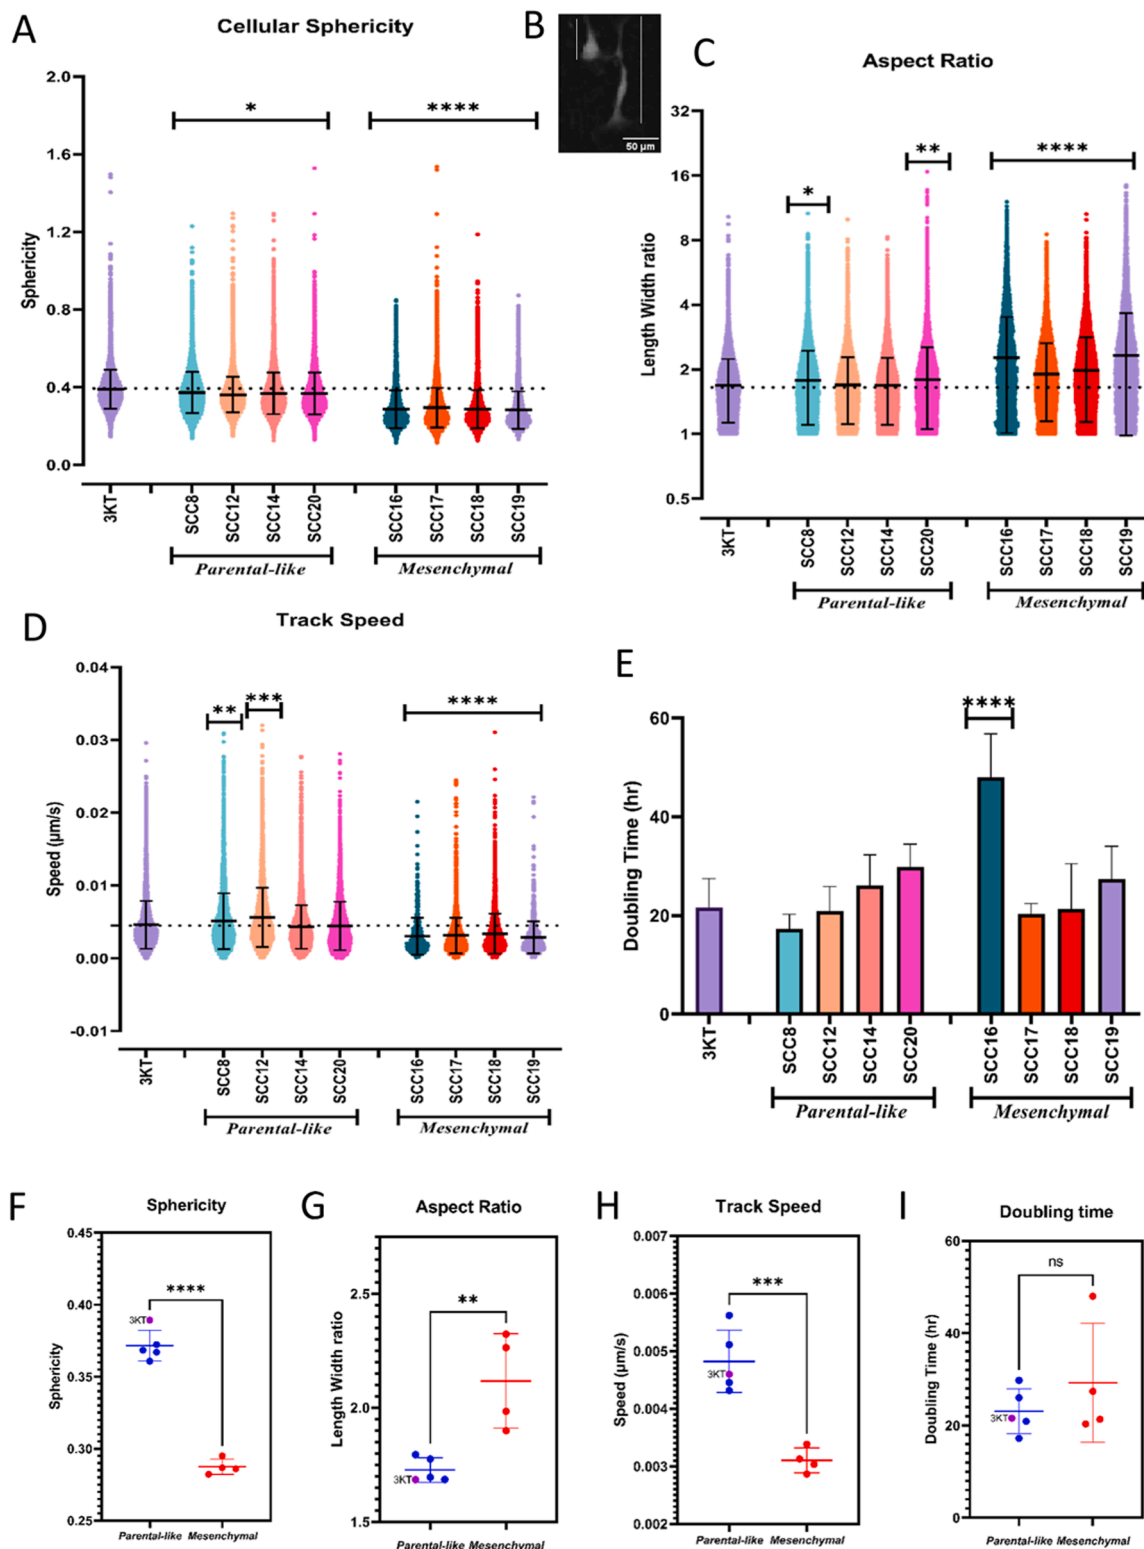 A
Cellular Sphericity
Sphericity
2.0
1.6
1.2
0.8
0.4
0.0
*
****
3KT
SCC8
SCC12
SCC14
SCC20
SCC16
SCC17
SCC18
SCC19
Parental-like
Mesenchymal
B
50 µm
C
Aspect Ratio
Length Width ratio
32
16
8
4
2
1
0.5
*
**
****
3KT
SCC8
SCC12
SCC14
SCC20
SCC16
SCC17
SCC18
SCC19
Parental-like
Mesenchymal
D
Track Speed
Speed (µm/s)
0.04
0.03
0.02
0.01
0.00
-0.01
**
***
****
3KT
SCC8
SCC12
SCC14
SCC20
SCC16
SCC17
SCC18
SCC19
Parental-like
Mesenchymal
E
Doubling Time (hr)
60
40
20
0
****
3KT
SCC8
SCC12
SCC14
SCC20
SCC16
SCC17
SCC18
SCC19
Parental-like
Mesenchymal
F
Sphericity
Sphericity
0.45
0.40
0.35
0.30
0.25
****
3KT
Parental-like Mesenchymal
G
Aspect Ratio
Length Width ratio
2.5
2.0
1.5
**
3KT
Parental-like Mesenchymal
H
Track Speed
Speed (µm/s)
0.007
0.006
0.005
0.004
0.003
0.002
***
3KT
Parental-like Mesenchymal
I
Doubling time
Doubling Time (hr)
60
40
20
0
ns
3KT
Parental-like Mesenchymal